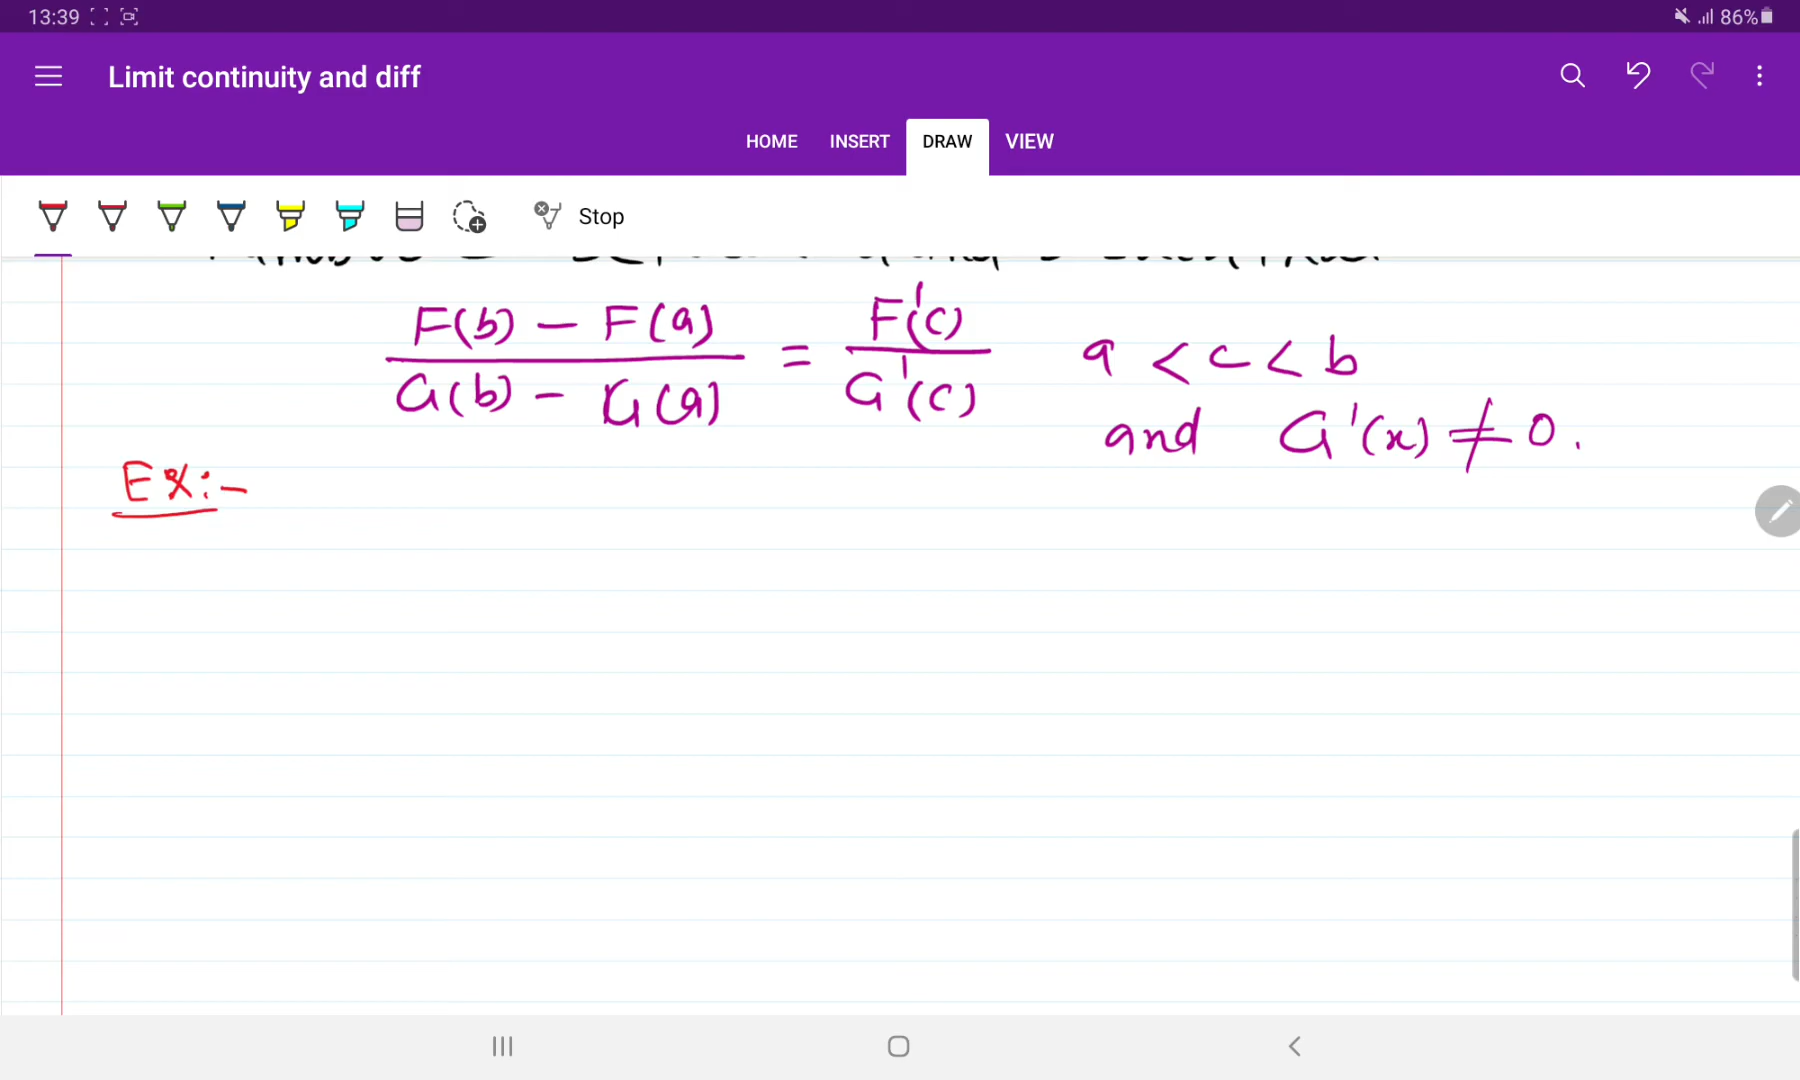 13:39 86%
Limit continuity and diff
HOME INSERT DRAW VIEW
Stop
F(b) − F(a) / G(b) − G(a) = F'(c) / G'(c) a < c < b
and G'(x) ≠ 0.
Ex:-